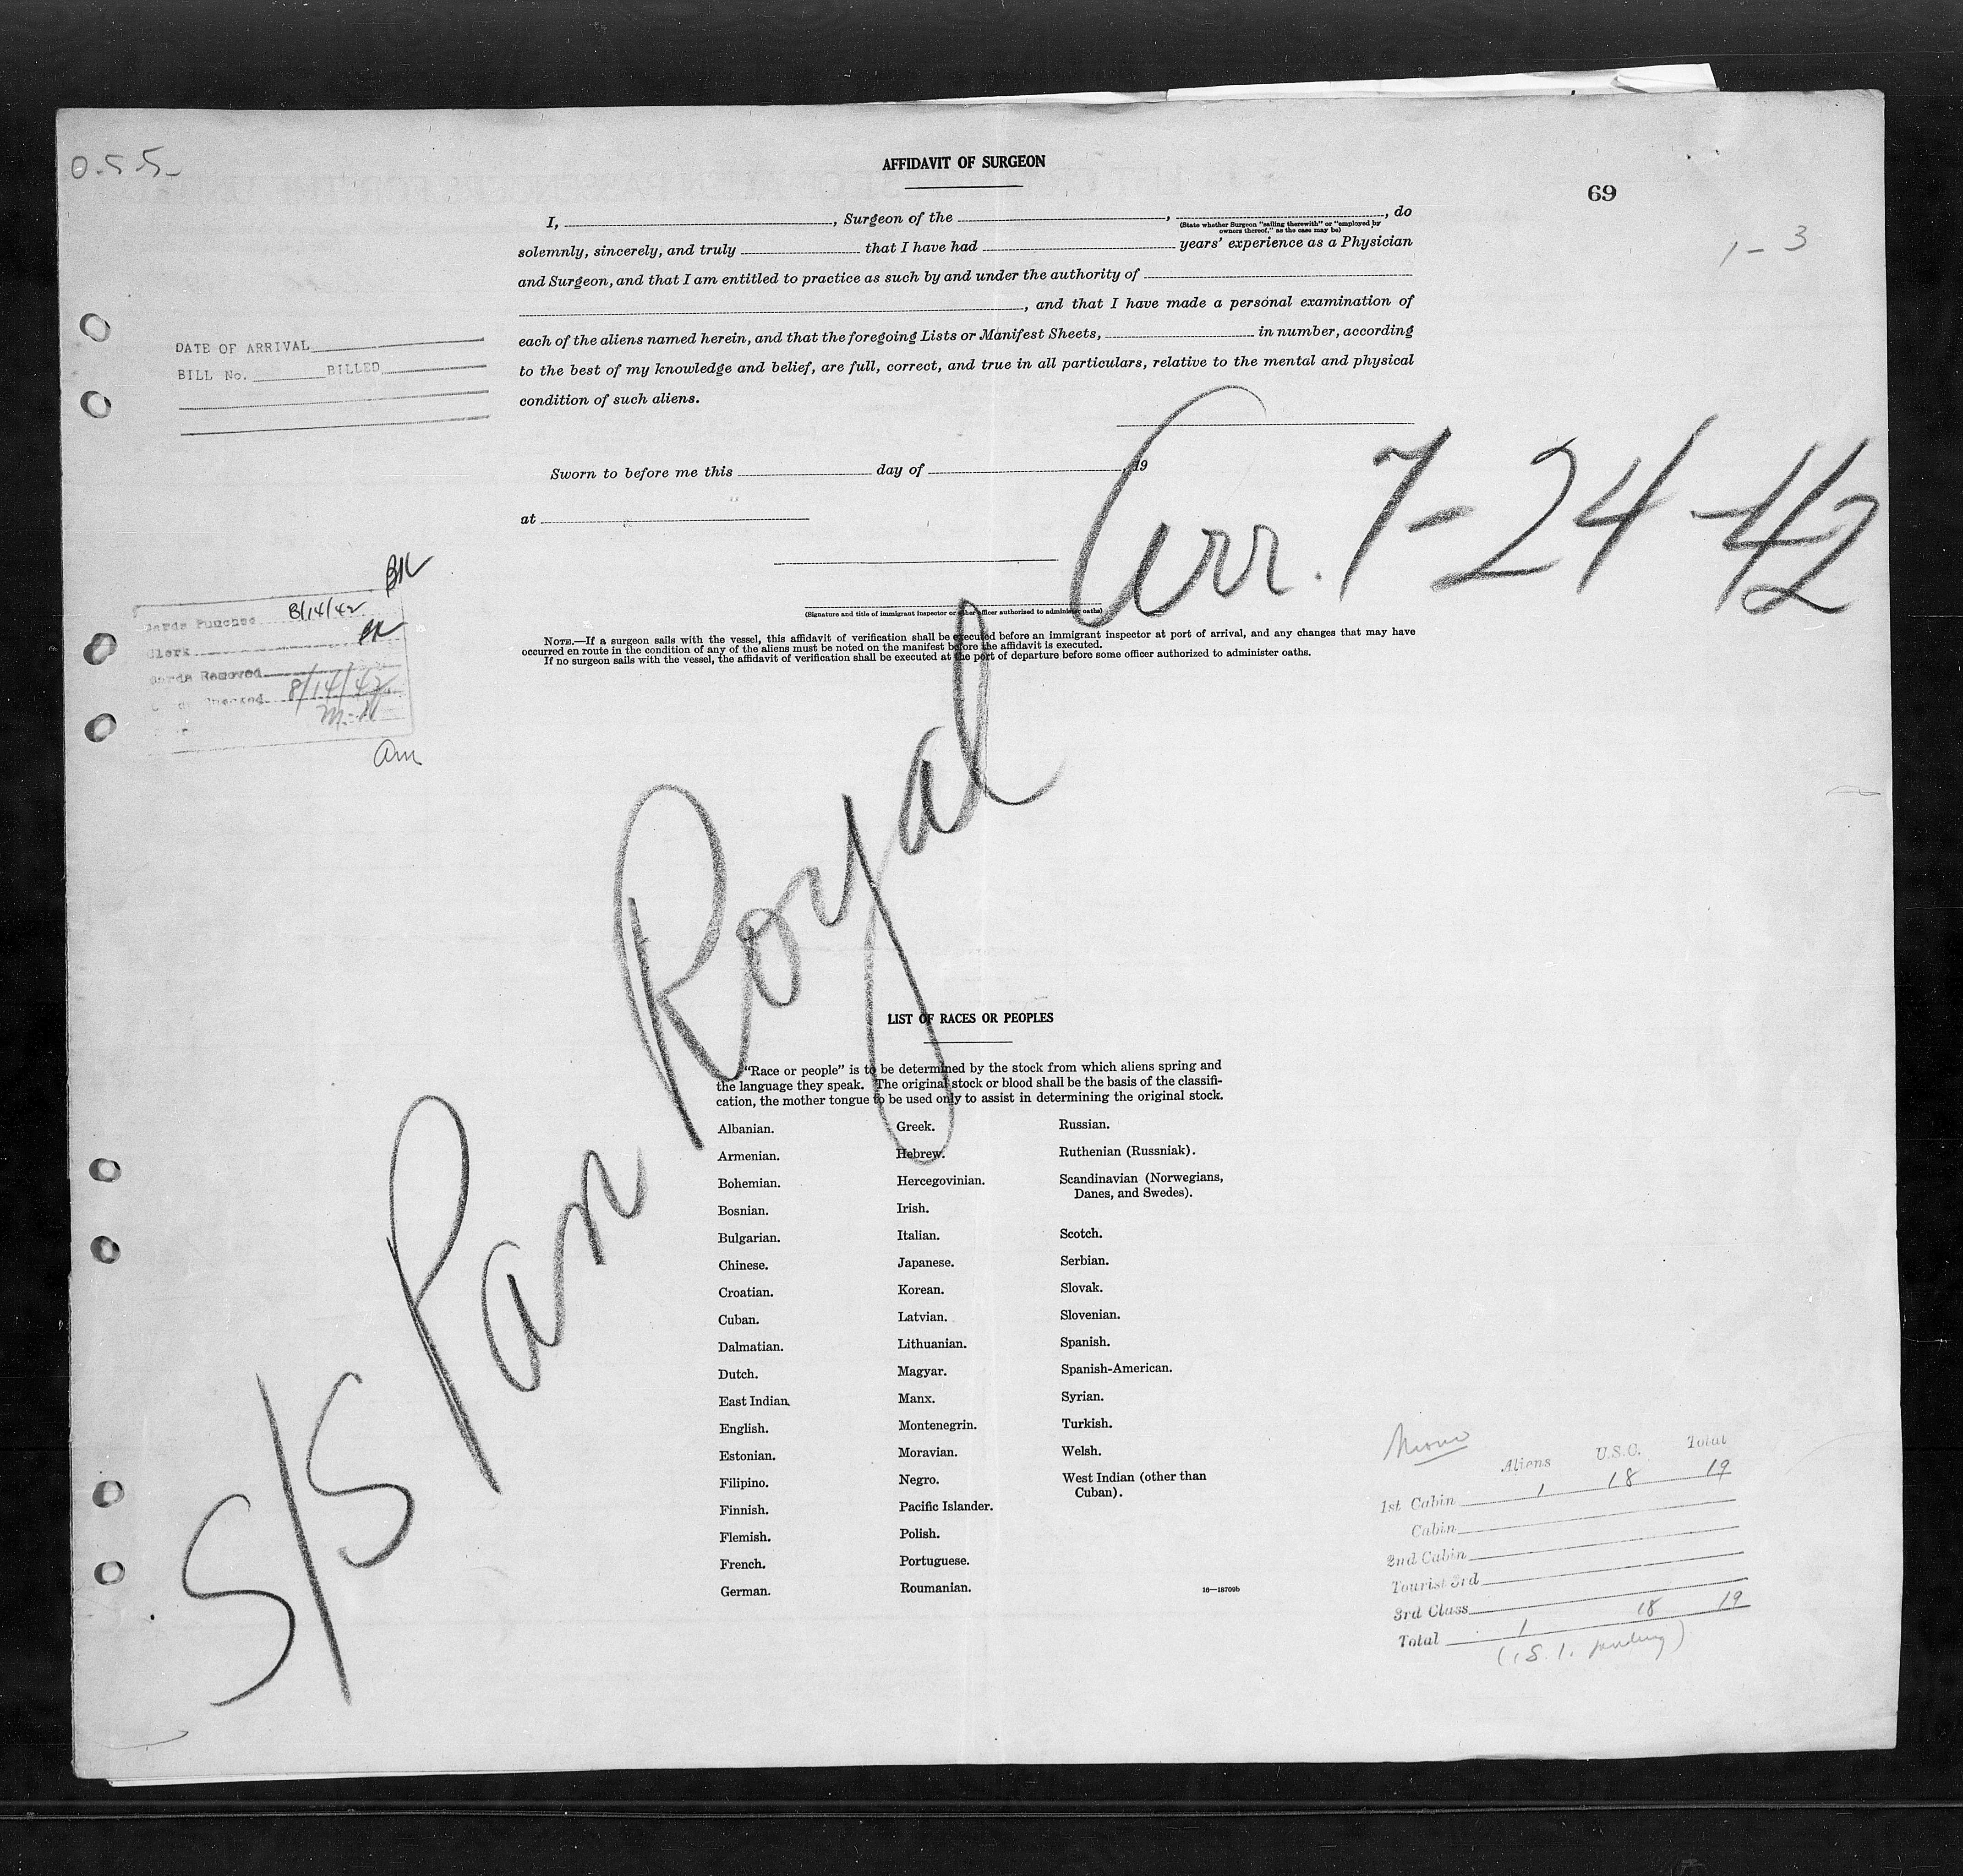 O.S.S.
AFFIDAVIT OF SURGEON
69
1-3
I, , Surgeon of the , , do
(State whether Surgeon "sailing therewith" or "employed by
owners thereof," as the case may be)
solemnly, sincerely, and truly that I have had years' experience as a Physician
and Surgeon, and that I am entitled to practice as such by and under the authority of
, and that I have made a personal examination of
each of the aliens named herein, and that the foregoing Lists or Manifest Sheets, in number, according
to the best of my knowledge and belief, are full, correct, and true in all particulars, relative to the mental and physical
condition of such aliens.
DATE OF ARRIVAL
BILL No. BILLED
Sworn to before me this day of , 19
at
Arr. 7-24-42
(Signature and title of immigrant inspector or other officer authorized to administer oaths)
NOTE.—If a surgeon sails with the vessel, this affidavit of verification shall be executed before an immigrant inspector at port of arrival, and any changes that may have
occurred en route in the condition of any of the aliens must be noted on the manifest before the affidavit is executed.
If no surgeon sails with the vessel, the affidavit of verification shall be executed at the port of departure before some officer authorized to administer oaths.
BK
Cards Punched 8/14/42
Clerk BK
Cards Removed
Cards Checked 8/14/42
am
S/S Pan Royal
LIST OF RACES OR PEOPLES
"Race or people" is to be determined by the stock from which aliens spring and
the language they speak. The original stock or blood shall be the basis of the classifi-
cation, the mother tongue to be used only to assist in determining the original stock.
Albanian.
Armenian.
Bohemian.
Bosnian.
Bulgarian.
Chinese.
Croatian.
Cuban.
Dalmatian.
Dutch.
East Indian.
English.
Estonian.
Filipino.
Finnish.
Flemish.
French.
German.
Greek.
Hebrew.
Hercegovinian.
Irish.
Italian.
Japanese.
Korean.
Latvian.
Lithuanian.
Magyar.
Manx.
Montenegrin.
Moravian.
Negro.
Pacific Islander.
Polish.
Portuguese.
Roumanian.
Russian.
Ruthenian (Russniak).
Scandinavian (Norwegians,
Danes, and Swedes).
Scotch.
Serbian.
Slovak.
Slovenian.
Spanish.
Spanish-American.
Syrian.
Turkish.
Welsh.
West Indian (other than
Cuban).
16—18709b
Aliens U.S.C. Total
1st Cabin 1 18 19
Cabin
2nd Cabin
Tourist 3rd
3rd Class
Total 1 18 19
(S.I. pending)